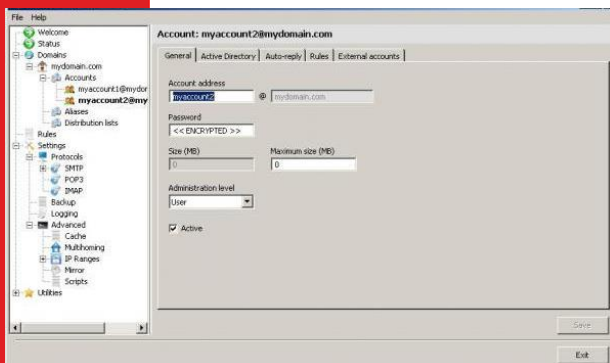 File Help
Welcome
Status
Domains
mydomain.com
Accounts
myaccount1@mydor
myaccount2@my
Aliases
Distribution lists
Rules
Settings
Protocols
SMTP
POP3
IMAP
Backup
Logging
Advanced
Cache
Multihoming
IP Ranges
Mirror
Scripts
Utilities
Account: myaccount2@mydomain.com
General Active Directory Auto-reply Rules External accounts
Account address
myaccount2 @ mydomain.com
Password
<< ENCRYPTED >>
Size (MB) Maximum size (MB)
0 0
Administration level
User
Active
Save
Exit